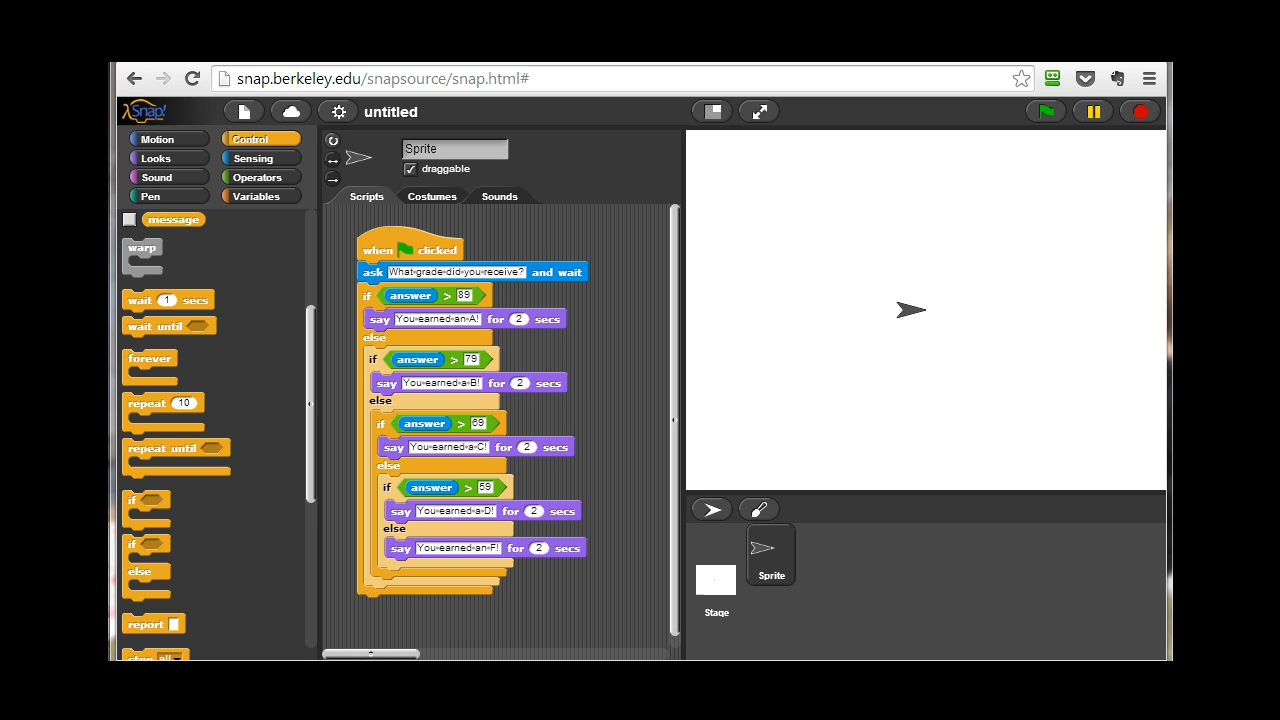 snap.berkeley.edu/snapsource/snap.html#
Snap!
untitled
Motion
Control
Looks
Sensing
Sound
Operators
Pen
Variables
message
warp
wait 1 secs
wait until
forever
repeat 10
repeat until
if
if
else
report
stop all
Sprite
draggable
Scripts
Costumes
Sounds
when clicked
ask What grade did you receive? and wait
if answer > 89
say You earned an A! for 2 secs
else
if answer > 79
say You earned a B! for 2 secs
else
if answer > 69
say You earned a C! for 2 secs
else
if answer > 59
say You earned a D! for 2 secs
else
say You earned an F! for 2 secs
Stage
Sprite